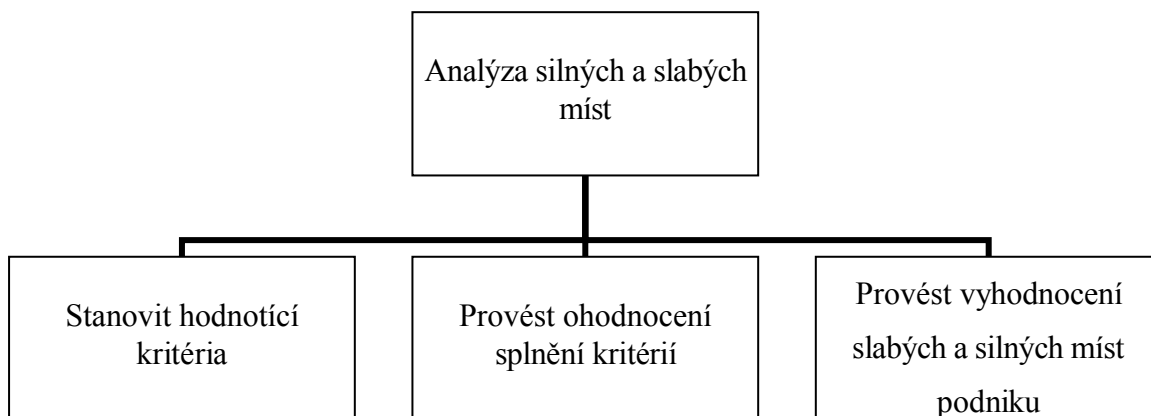 Analýza silných a slabých
míst
Stanovit hodnotící
kritéria
Provést ohodnocení
splnění kritérií
Provést vyhodnocení
slabých a silných míst
podniku